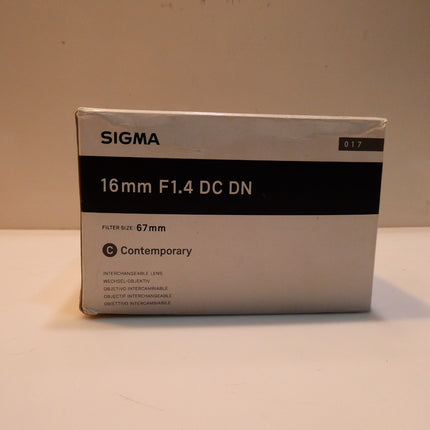 SIGMA
017
16mm F1.4 DC DN
FILTER SIZE 67mm
C Contemporary
INTERCHANGEABLE LENS
WECHSEL-OBJEKTIV
OBJETIVO INTERCAMBIABLE
OBJECTIF INTERCHANGEABLE
OBIETTIVO INTERCAMBIABILE